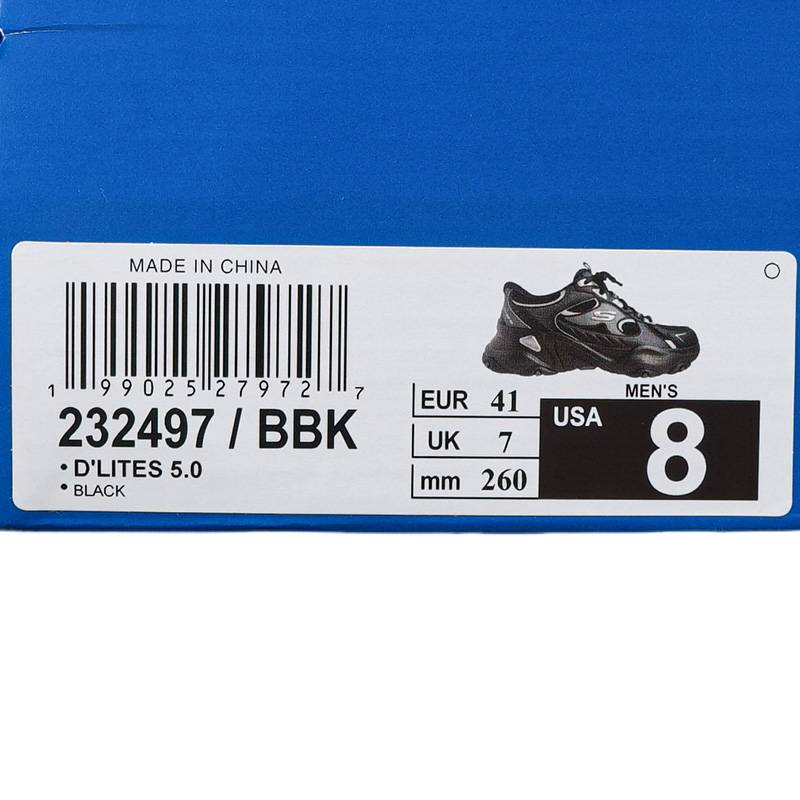 MADE IN CHINA
1 99025 27972 7
232497 / BBK
• D'LITES 5.0
• BLACK
S
MEN'S
EUR 41
UK 7
mm 260
USA 8